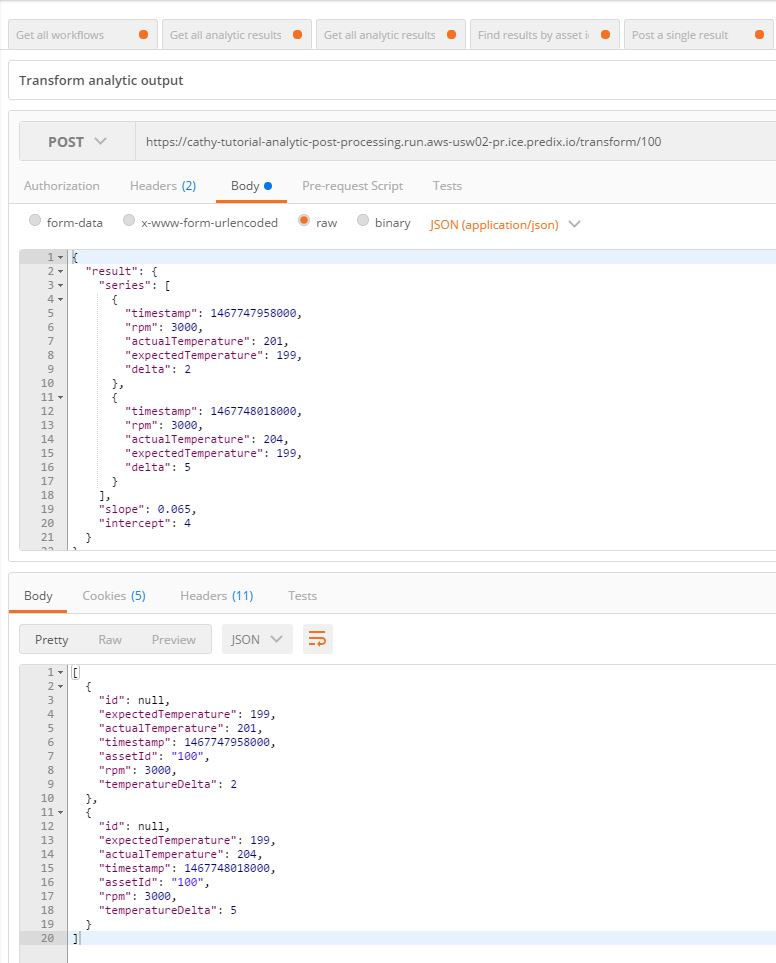 Get all workflows
Get all analytic results
Get all analytic results
Find results by asset i
Post a single result
Transform analytic output
POST https://cathy-tutorial-analytic-post-processing.run.aws-usw02-pr.ice.predix.io/transform/100
Authorization Headers (2) Body Pre-request Script Tests
form-data x-www-form-urlencoded raw binary JSON (application/json)
1 {
2 "result": {
3 "series": [
4 {
5 "timestamp": 1467747958000,
6 "rpm": 3000,
7 "actualTemperature": 201,
8 "expectedTemperature": 199,
9 "delta": 2
10 },
11 {
12 "timestamp": 1467748018000,
13 "rpm": 3000,
14 "actualTemperature": 204,
15 "expectedTemperature": 199,
16 "delta": 5
17 }
18 ],
19 "slope": 0.065,
20 "intercept": 4
21 }
22 }
Body Cookies (5) Headers (11) Tests
Pretty Raw Preview JSON
1 [
2 {
3 "id": null,
4 "expectedTemperature": 199,
5 "actualTemperature": 201,
6 "timestamp": 1467747958000,
7 "assetId": "100",
8 "rpm": 3000,
9 "temperatureDelta": 2
10 },
11 {
12 "id": null,
13 "expectedTemperature": 199,
14 "actualTemperature": 204,
15 "timestamp": 1467748018000,
16 "assetId": "100",
17 "rpm": 3000,
18 "temperatureDelta": 5
19 }
20 ]